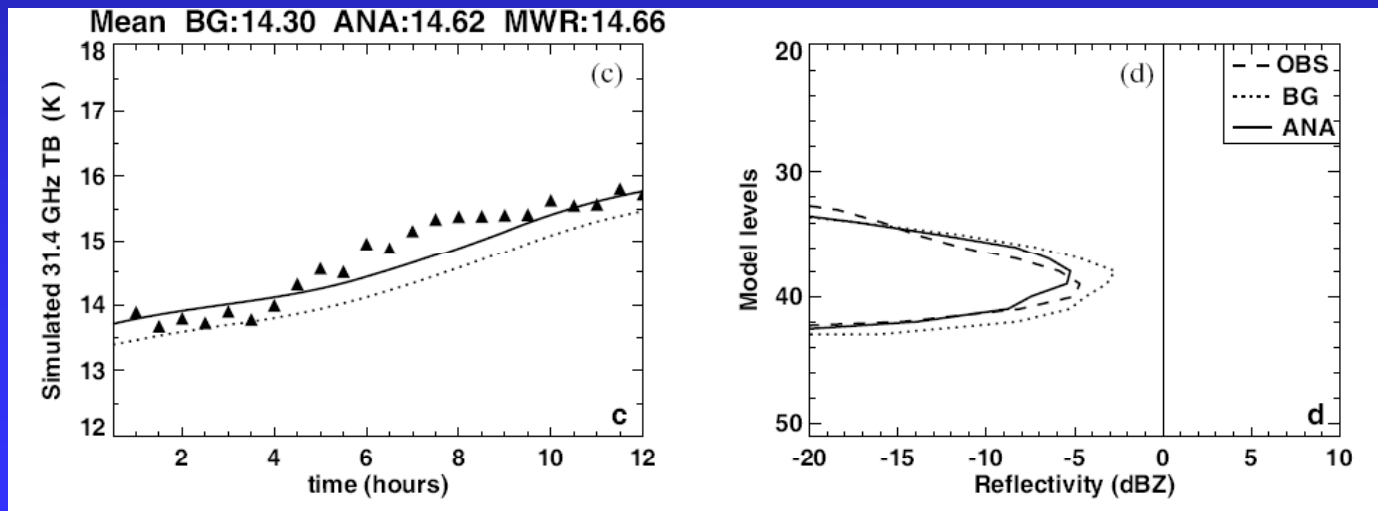 Mean BG:14.30 ANA:14.62 MWR:14.66
Simulated 31.4 GHz TB (K)
18
17
16
15
14
13
12
(c)
c
2 4 6 8 10 12
time (hours)
Model levels
20
30
40
50
(d)
OBS
BG
ANA
d
-20 -15 -10 -5 0 5 10
Reflectivity (dBZ)